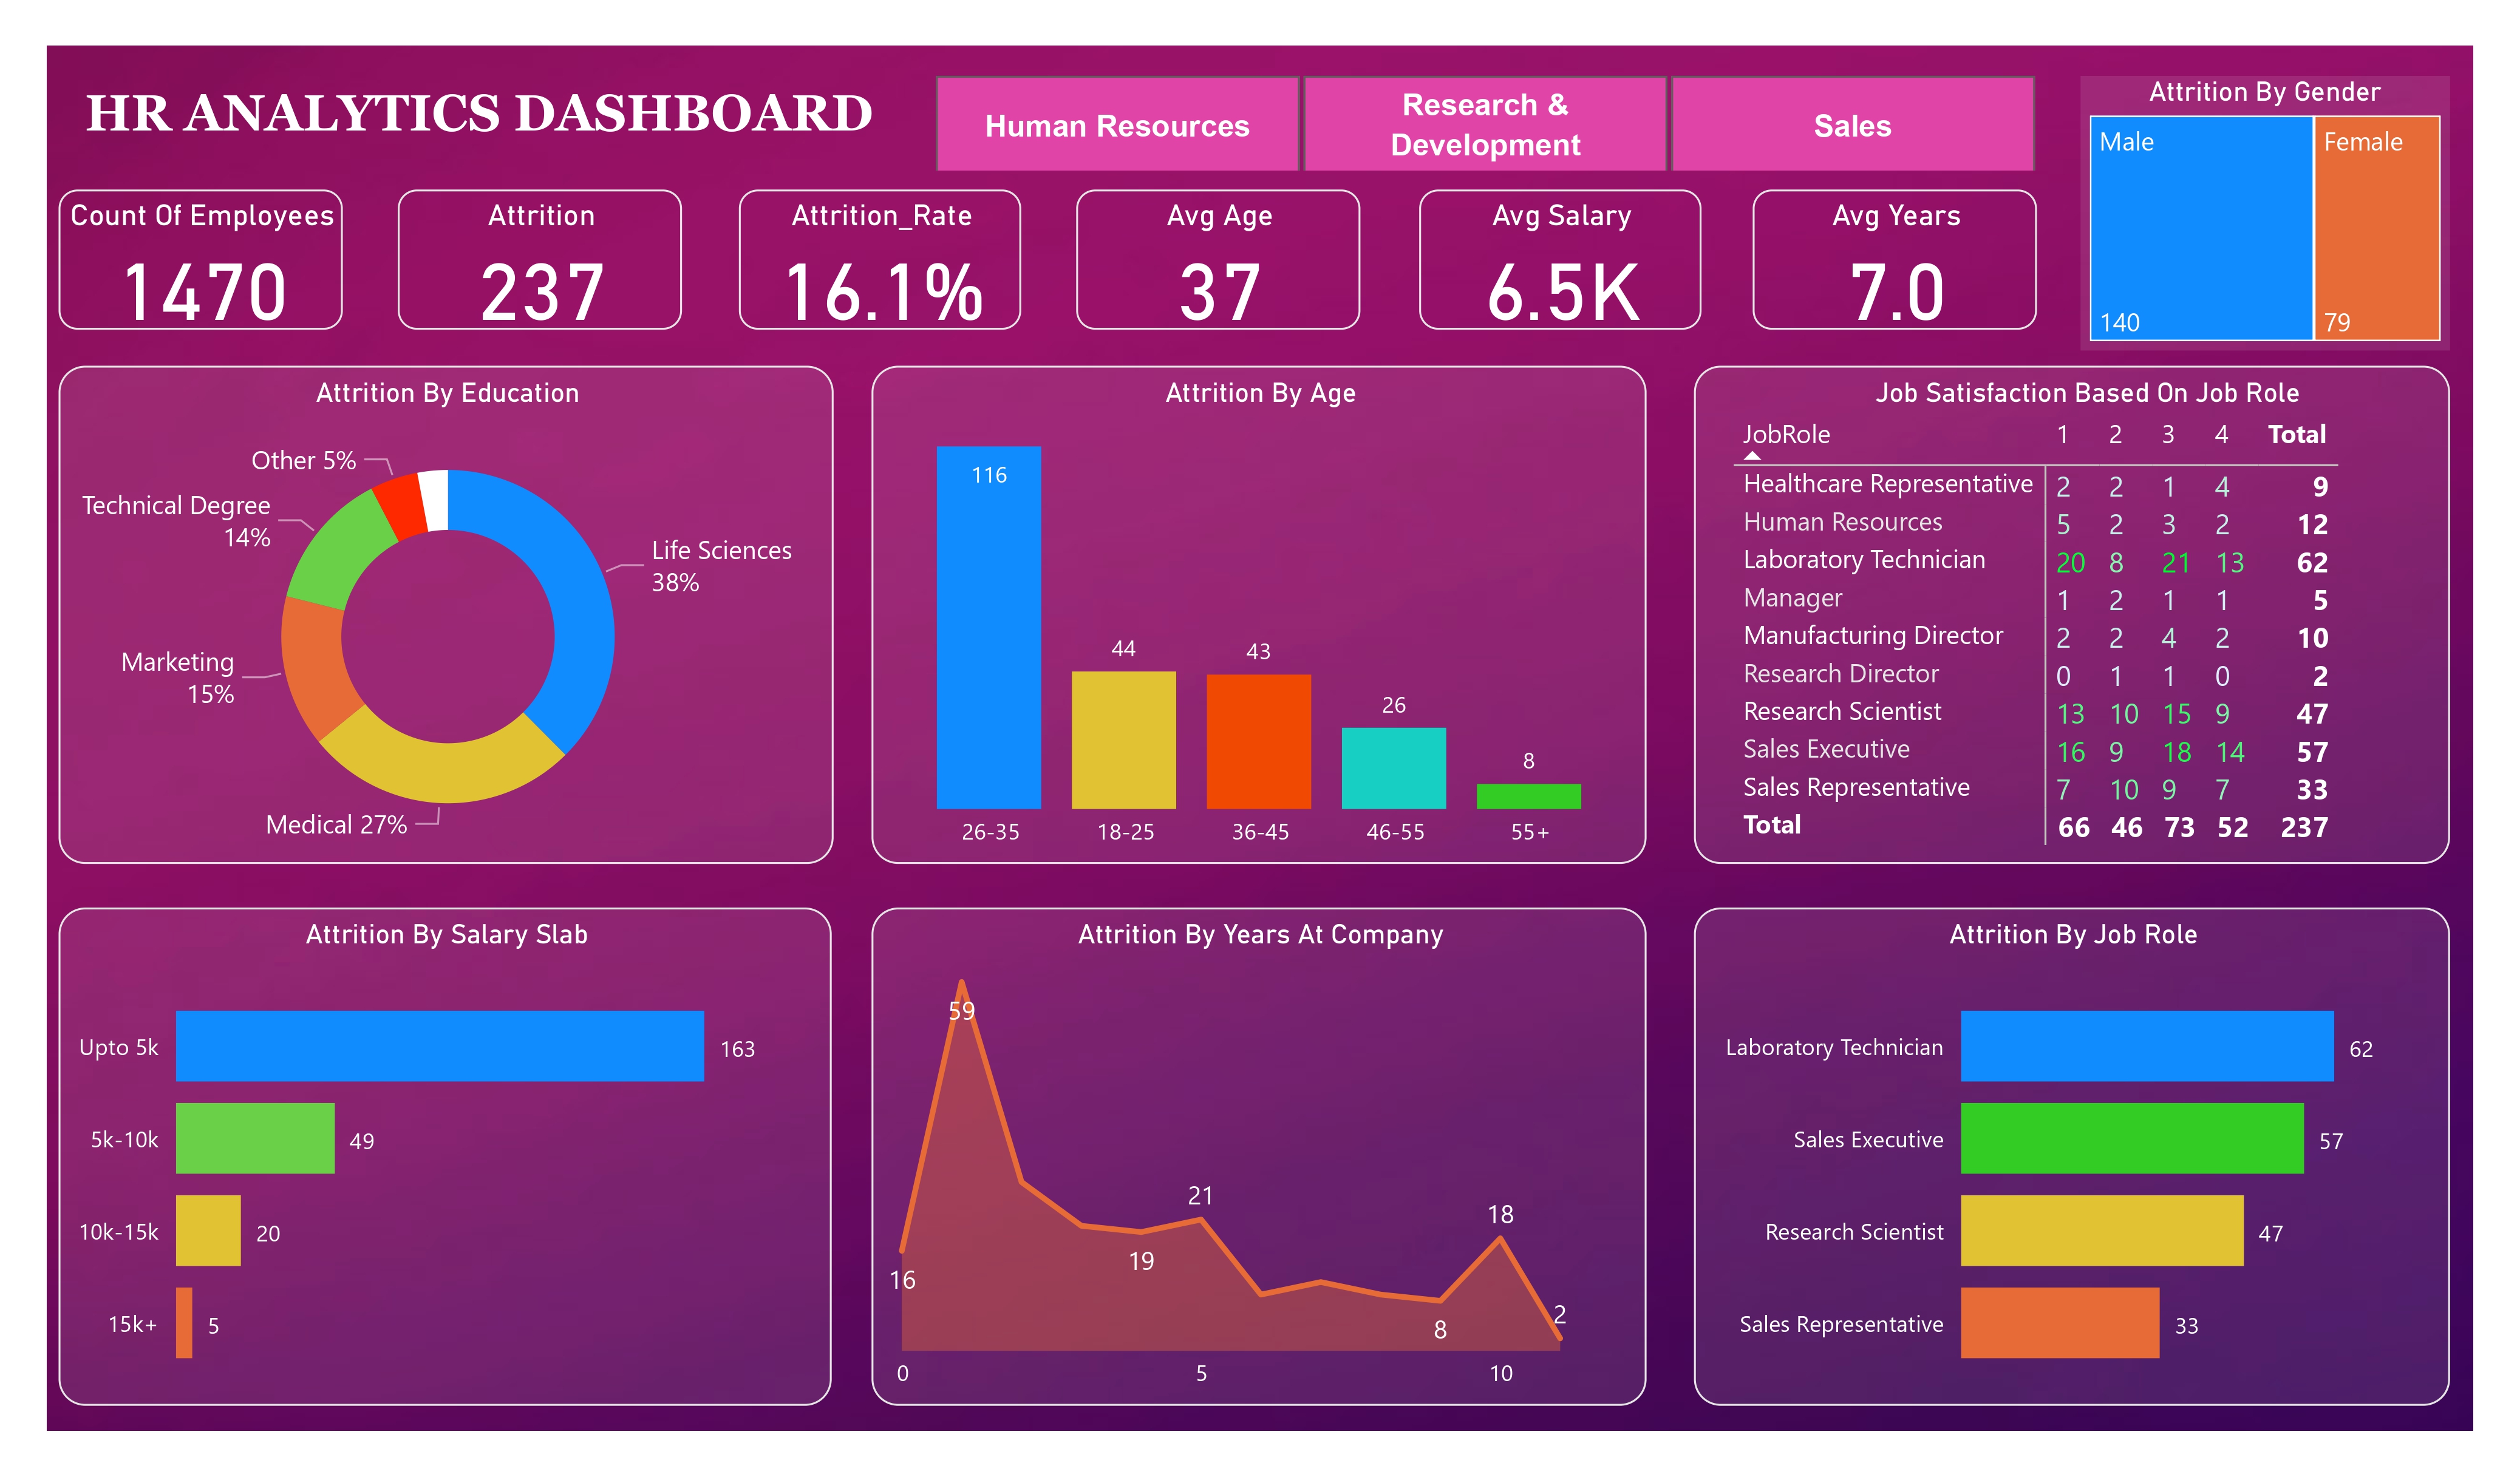 HR ANALYTICS DASHBOARD
Human Resources
Research &
Development
Sales
Attrition By Gender
Male
Female
140
79
Count Of Employees
1470
Attrition
237
Attrition_Rate
16.1%
Avg Age
37
Avg Salary
6.5K
Avg Years
7.0
Attrition By Education
Other 5%
Technical Degree
14%
Life Sciences
38%
Marketing
15%
Medical 27%
Attrition By Age
116
44
43
26
8
26-35 18-25 36-45 46-55 55+
Job Satisfaction Based On Job Role
JobRole 1 2 3 4 Total
Healthcare Representative 2 2 1 4 9
Human Resources 5 2 3 2 12
Laboratory Technician 20 8 21 13 62
Manager 1 2 1 1 5
Manufacturing Director 2 2 4 2 10
Research Director 0 1 1 0 2
Research Scientist 13 10 15 9 47
Sales Executive 16 9 18 14 57
Sales Representative 7 10 9 7 33
Total 66 46 73 52 237
Attrition By Salary Slab
Upto 5k 163
5k-10k 49
10k-15k 20
15k+ 5
Attrition By Years At Company
59
21
18
19
16
2
8
0 5 10
Attrition By Job Role
Laboratory Technician 62
Sales Executive 57
Research Scientist 47
Sales Representative 33